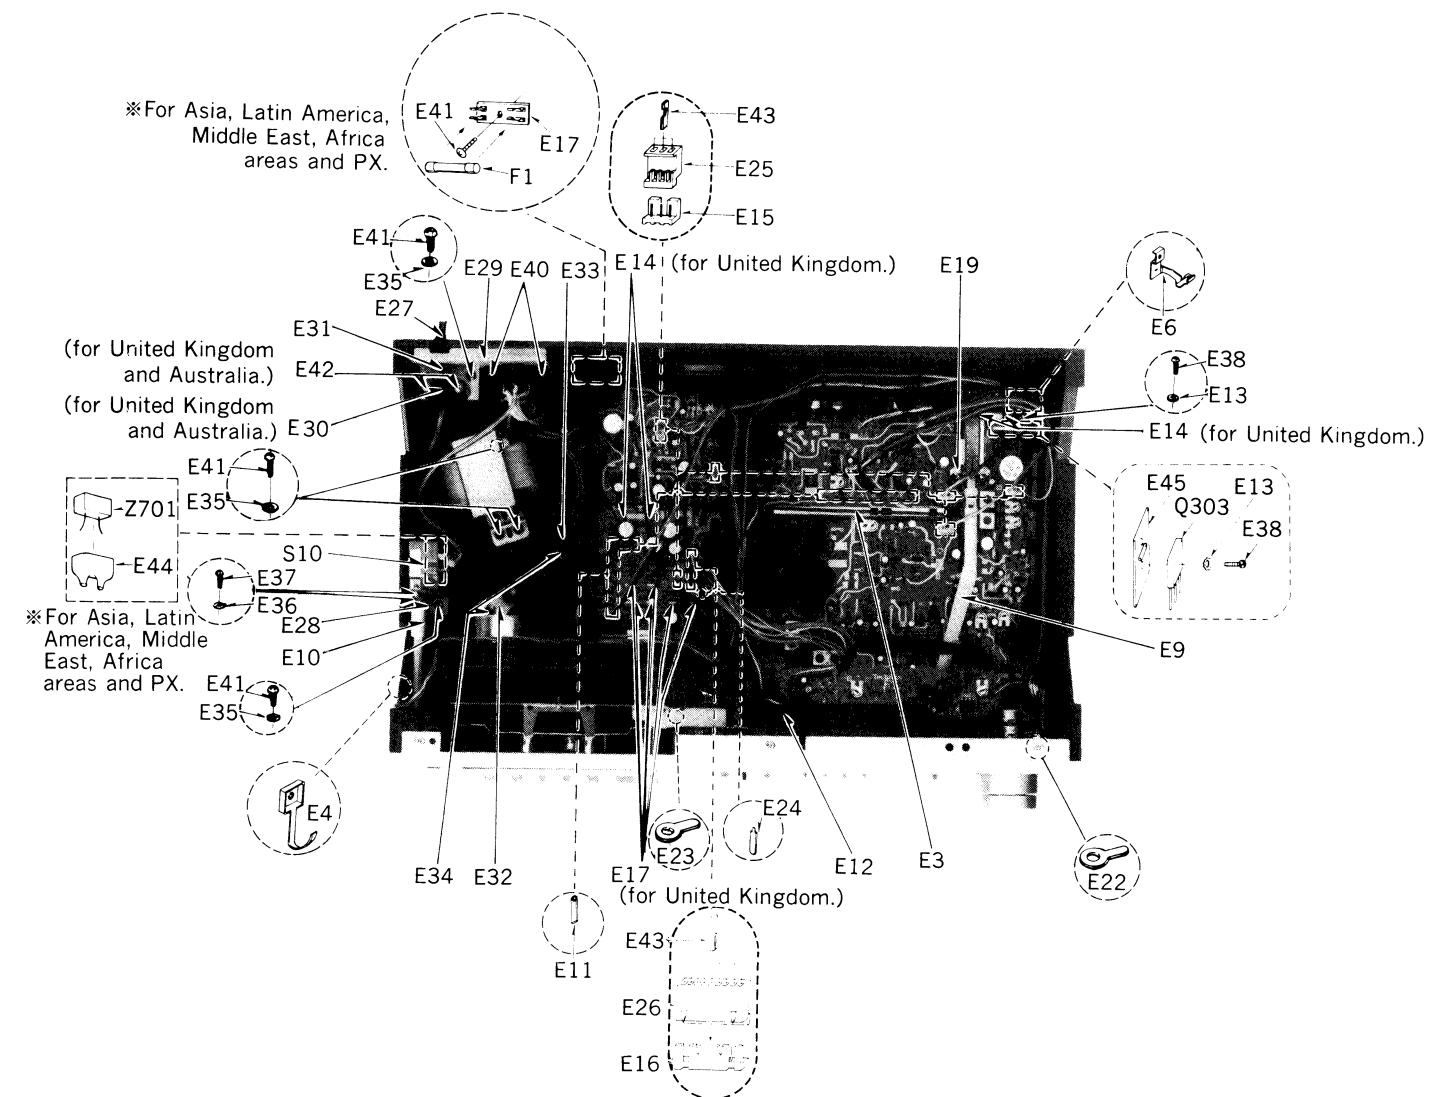 ※For Asia, Latin America,
Middle East, Africa
areas and PX.
E41
E17
F1
E43
E25
E15
E41
E35
E29
E40
E33
E14 (for United Kingdom.)
E19
E6
E27
E31
(for United Kingdom
and Australia.)
E42
(for United Kingdom
and Australia.)
E30
E38
E13
E14 (for United Kingdom.)
E41
E35
Z701
E44
S10
E37
E36
※For Asia, Latin
America, Middle
East, Africa
areas and PX.
E28
E10
E41
E35
E45
Q303
E13
E38
E9
E4
E34
E32
E17
(for United Kingdom.)
E23
E24
E12
E3
E22
E11
E43
E26
E16